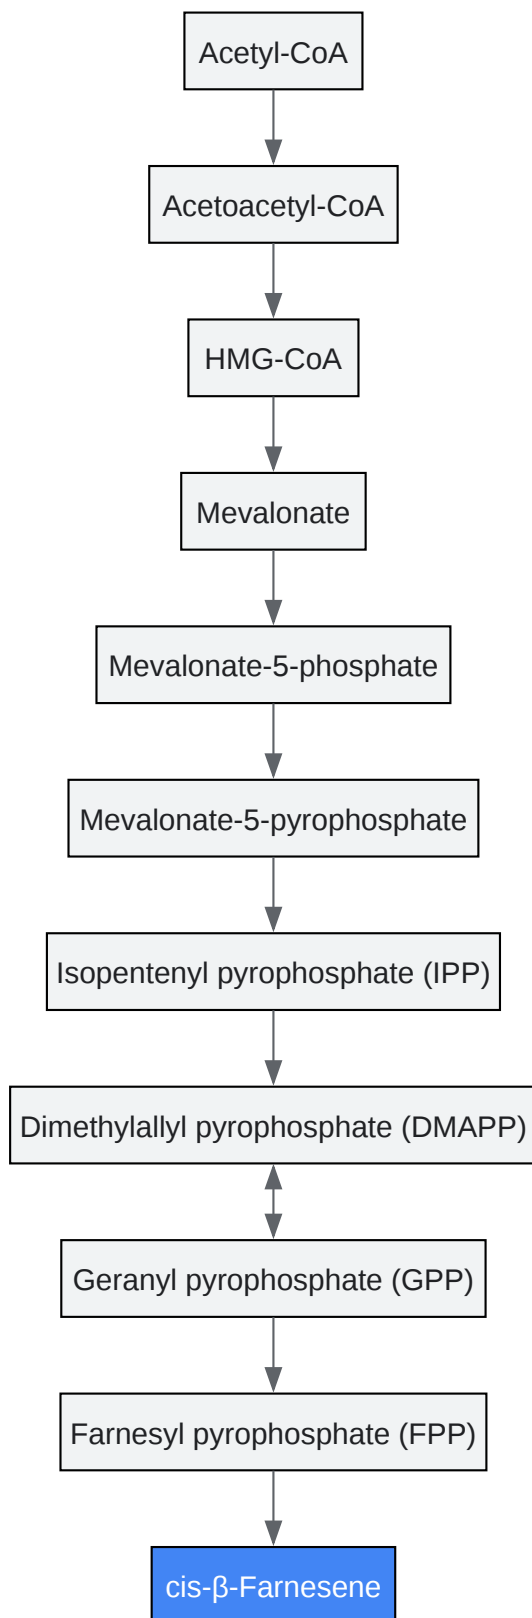 Acetyl-CoA
Acetoacetyl-CoA
HMG-CoA
Mevalonate
Mevalonate-5-phosphate
Mevalonate-5-pyrophosphate
Isopentenyl pyrophosphate (IPP)
Dimethylallyl pyrophosphate (DMAPP)
Geranyl pyrophosphate (GPP)
Farnesyl pyrophosphate (FPP)
cis-β-Farnesene